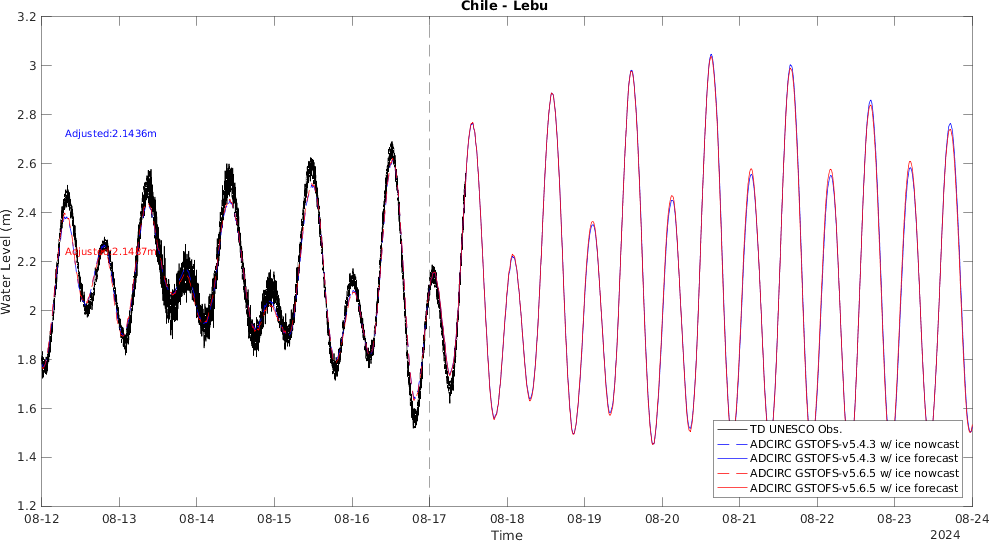 Chile - Lebu
3.2
3
2.8
2.6
2.4
2.2
2
1.8
1.6
1.4
1.2
Water Level (m)
Adjusted:2.1436m
Adjusted:2.1487m
TD UNESCO Obs.
ADCIRC GSTOFS-v5.4.3 w/ ice nowcast
ADCIRC GSTOFS-v5.4.3 w/ ice forecast
ADCIRC GSTOFS-v5.6.5 w/ ice nowcast
ADCIRC GSTOFS-v5.6.5 w/ ice forecast
08-12 08-13 08-14 08-15 08-16 08-17 08-18 08-19 08-20 08-21 08-22 08-23 08-24
Time
2024